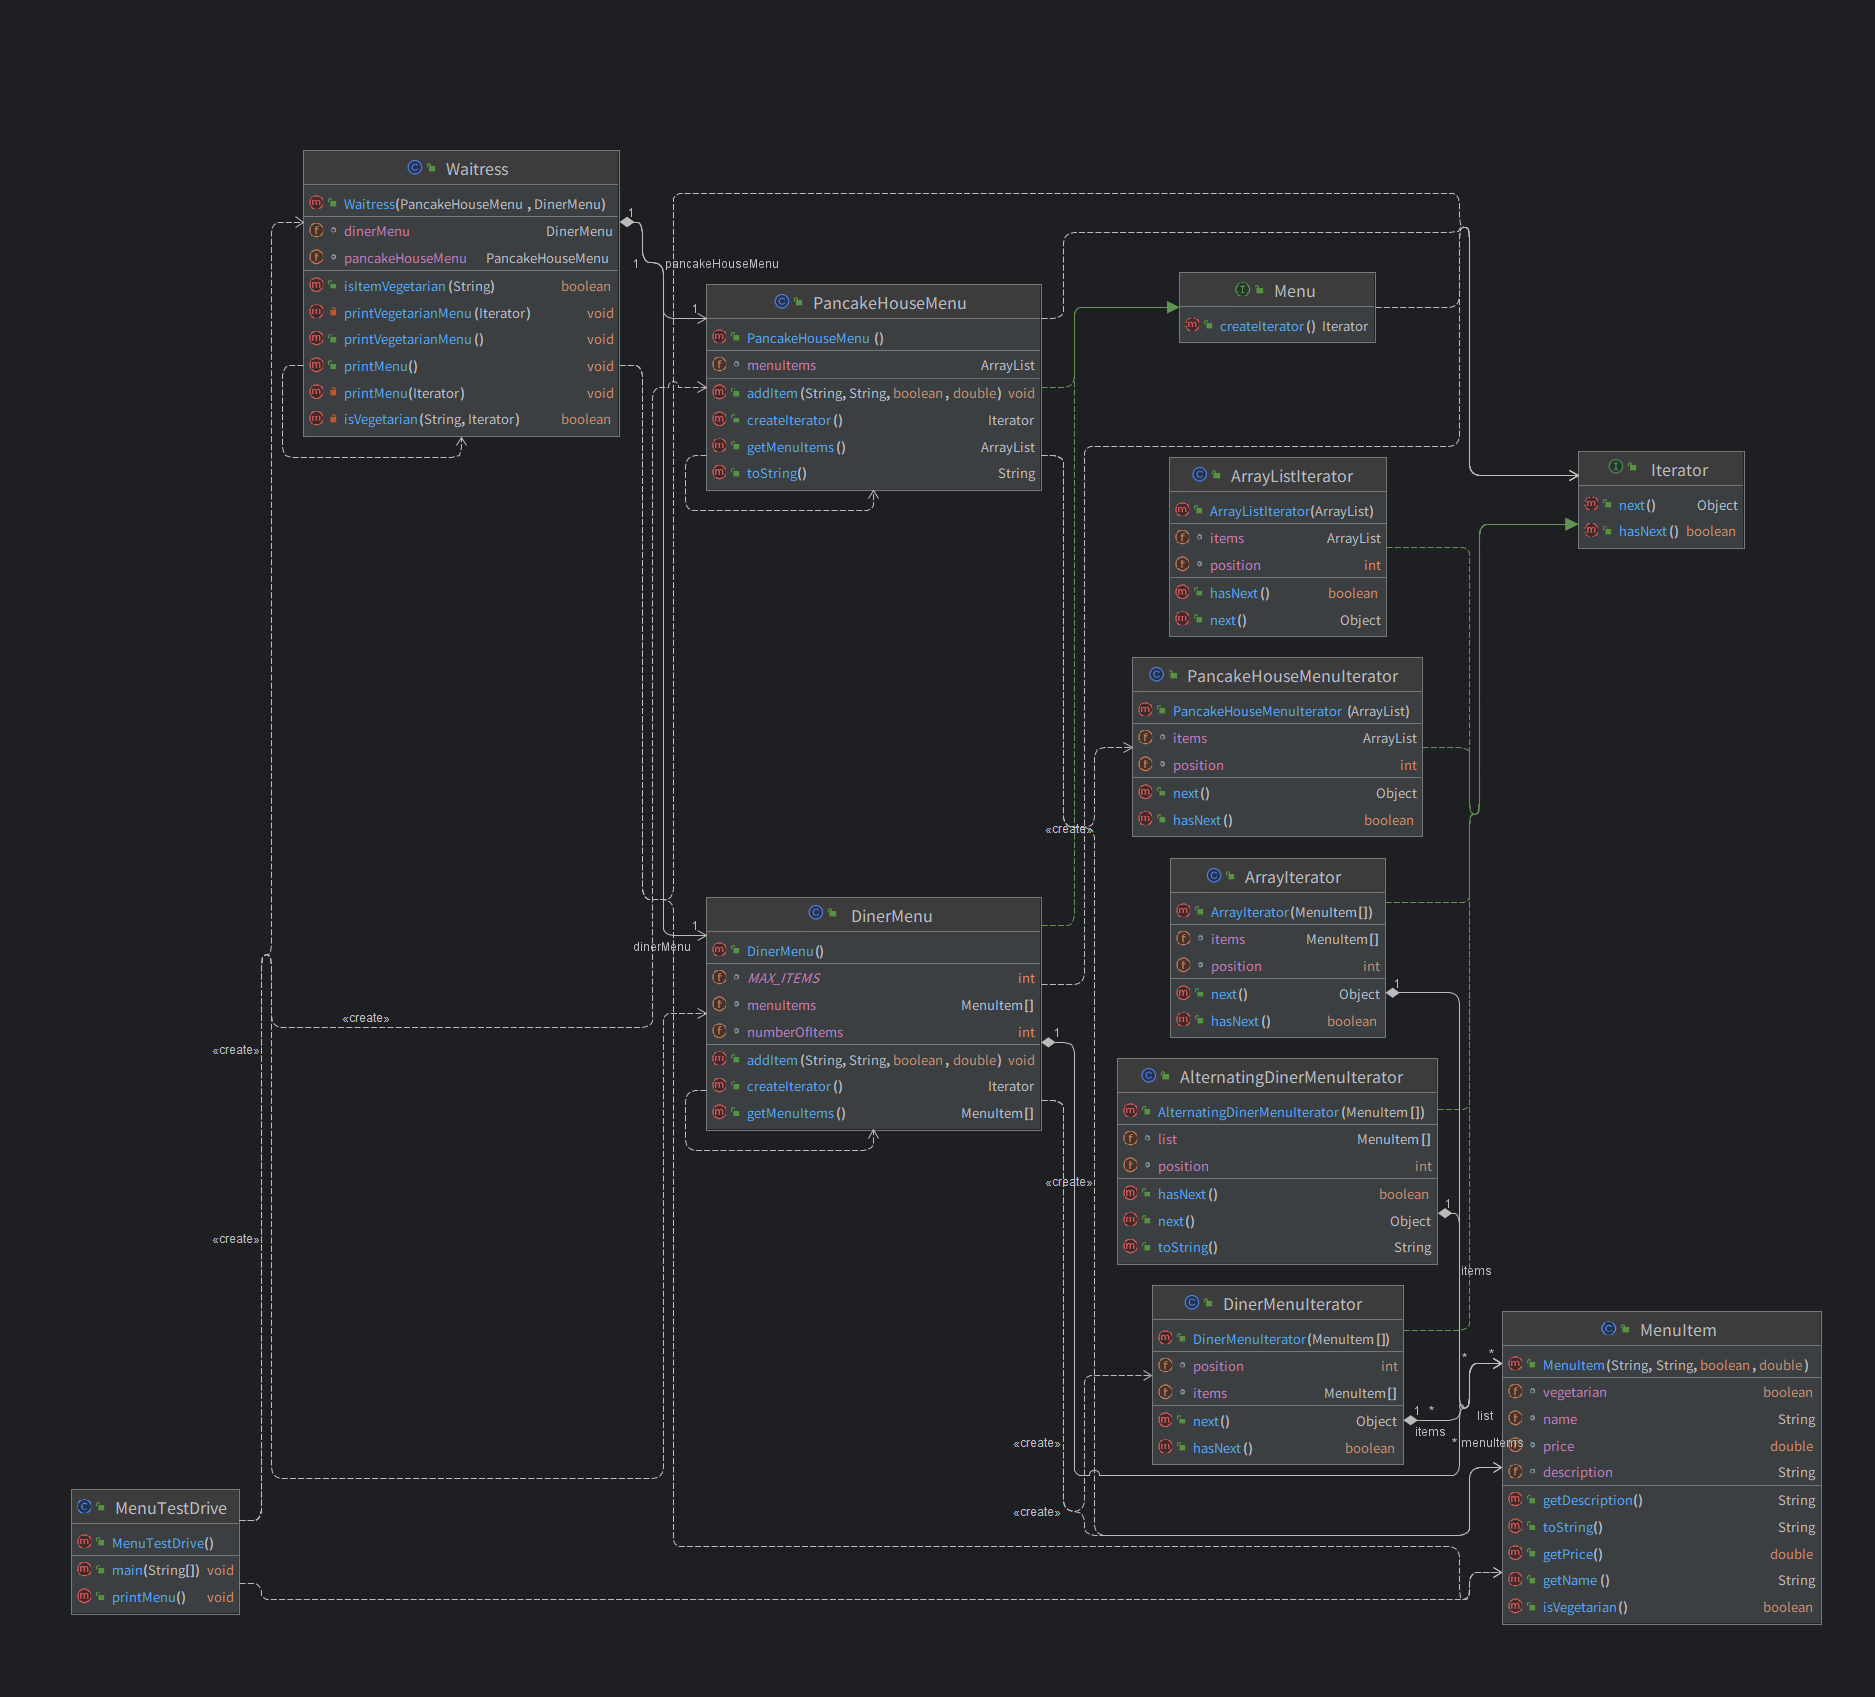 Waitress
Waitress(PancakeHouseMenu , DinerMenu)
dinerMenu DinerMenu
pancakeHouseMenu PancakeHouseMenu
isItemVegetarian (String) boolean
printVegetarianMenu (Iterator) void
printVegetarianMenu () void
printMenu() void
printMenu(Iterator) void
isVegetarian (String, Iterator) boolean
1
1
pancakeHouseMenu
1
PancakeHouseMenu
PancakeHouseMenu ()
menuItems ArrayList
addItem (String, String, boolean , double) void
createIterator () Iterator
getMenuItems () ArrayList
toString() String
Menu
createIterator () Iterator
Iterator
next() Object
hasNext() boolean
ArrayListIterator
ArrayListIterator(ArrayList)
items ArrayList
position int
hasNext () boolean
next() Object
PancakeHouseMenuIterator
PancakeHouseMenuIterator (ArrayList)
items ArrayList
position int
next() Object
hasNext () boolean
«create»
ArrayIterator
ArrayIterator(MenuItem[])
items MenuItem[]
position int
next() Object
hasNext() boolean
1
1
dinerMenu
DinerMenu
DinerMenu()
MAX_ITEMS int
menuItems MenuItem[]
numberOfItems int
addItem (String, String, boolean , double) void
createIterator () Iterator
getMenuItems () MenuItem[]
1
«create»
«create»
«create»
«create»
AlternatingDinerMenuIterator
AlternatingDinerMenuIterator (MenuItem [])
list MenuItem []
position int
hasNext () boolean
next() Object
toString() String
1
items
DinerMenuIterator
DinerMenuIterator(MenuItem [])
position int
items MenuItem[]
next() Object
hasNext () boolean
1
*
items
*
*
list
* menuItems
«create»
«create»
MenuItem
MenuItem (String, String, boolean , double)
vegetarian boolean
name String
price double
description String
getDescription() String
toString() String
getPrice() double
getName () String
isVegetarian () boolean
MenuTestDrive
MenuTestDrive()
main(String[]) void
printMenu() void